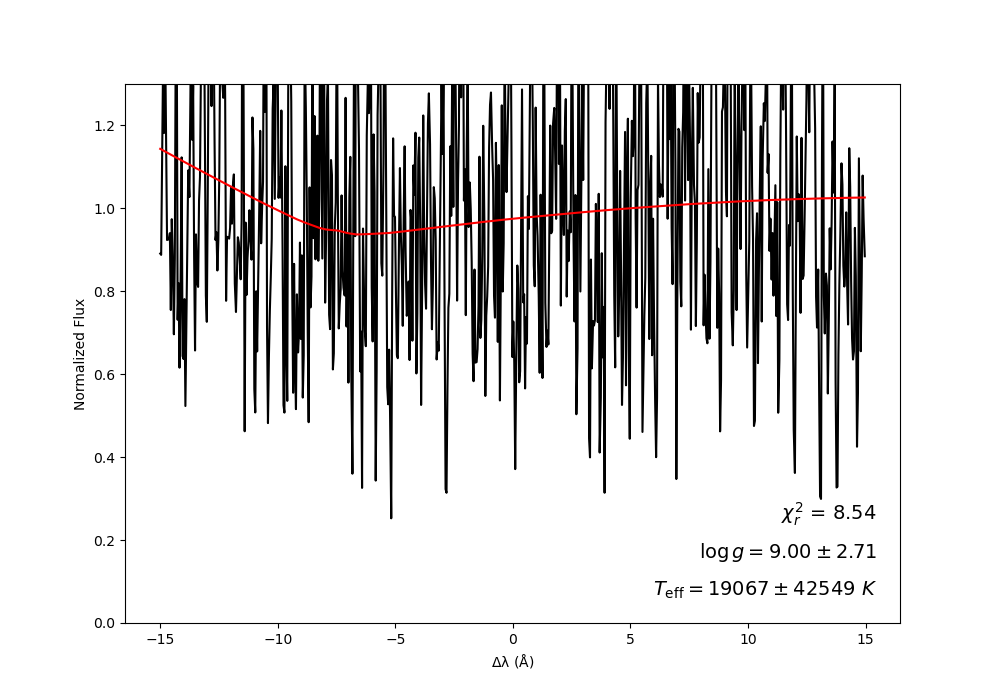 1.2
1.0
0.8
0.6
0.4
0.2
0.0
Normalized Flux
χ²ᵣ = 8.54
log g = 9.00 ± 2.71
T_eff = 19067 ± 42549 K
−15 −10 −5 0 5 10 15
Δλ (Å)